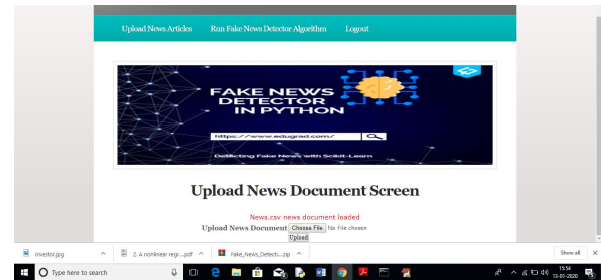 Upload News Articles Run Fake News Detector Algorithm Logout
FAKE NEWS
DETECTOR
IN PYTHON
https://www.edugrad.com/
Detecting Fake News with Scikit-Learn
Upload News Document Screen
News.csv news document loaded
Upload News Document Choose File No file chosen
Upload
investor.jpg 2. A nonlinear regr....pdf Fake_News_Detecti...zip Show all
Type here to search 15:54
13-01-2020